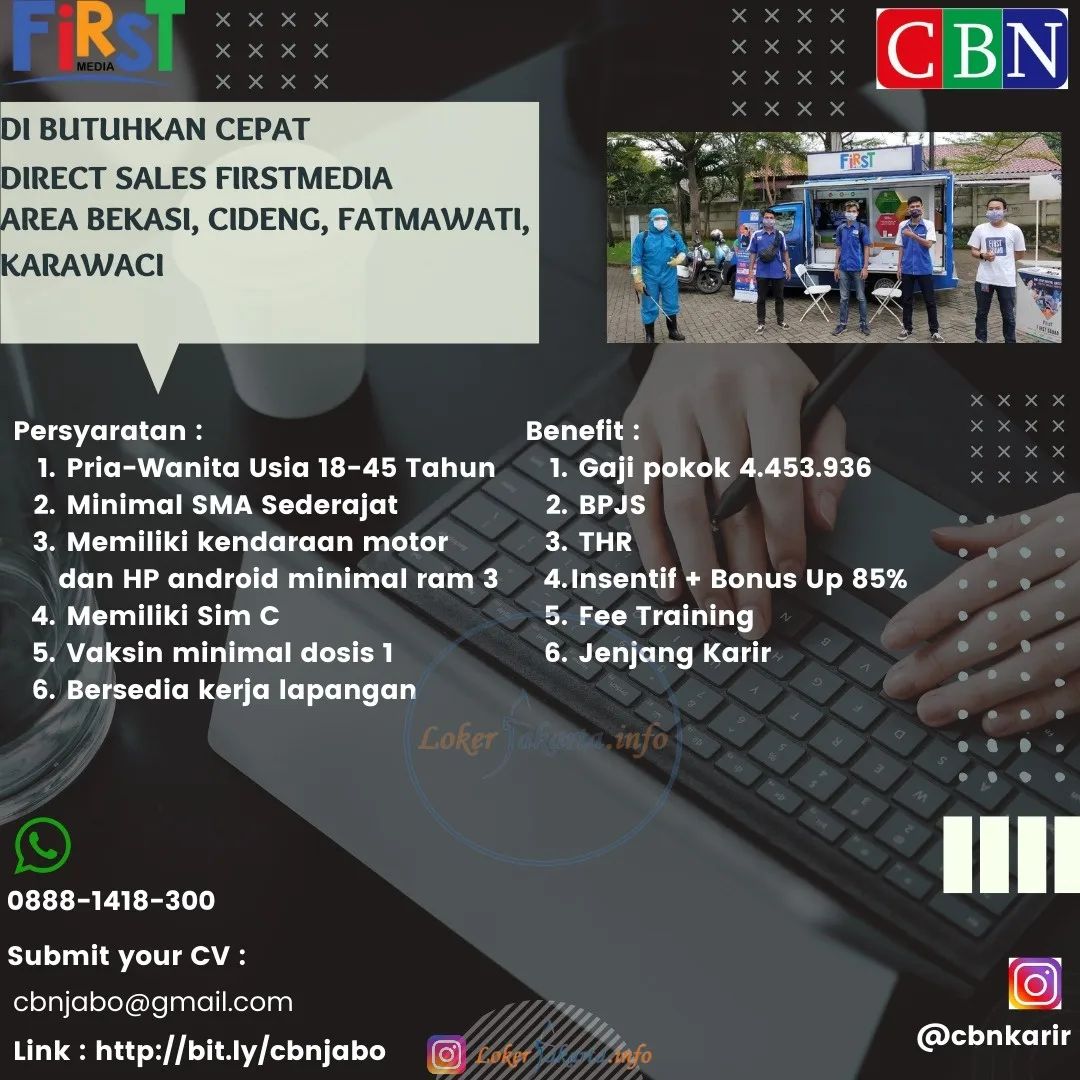 FiRST
MEDIA
CBN
DI BUTUHKAN CEPAT
DIRECT SALES FIRSTMEDIA
AREA BEKASI, CIDENG, FATMAWATI,
KARAWACI
FiRST
Persyaratan :
1. Pria-Wanita Usia 18-45 Tahun
2. Minimal SMA Sederajat
3. Memiliki kendaraan motor
dan HP android minimal ram 3
4. Memiliki Sim C
5. Vaksin minimal dosis 1
6. Bersedia kerja lapangan
Benefit :
1. Gaji pokok 4.453.936
2. BPJS
3. THR
4.Insentif + Bonus Up 85%
5. Fee Training
6. Jenjang Karir
Loker Jakarta.info
0888-1418-300
Submit your CV :
cbnjabo@gmail.com
Link : http://bit.ly/cbnjabo
Loker Jakarta.info
@cbnkarir